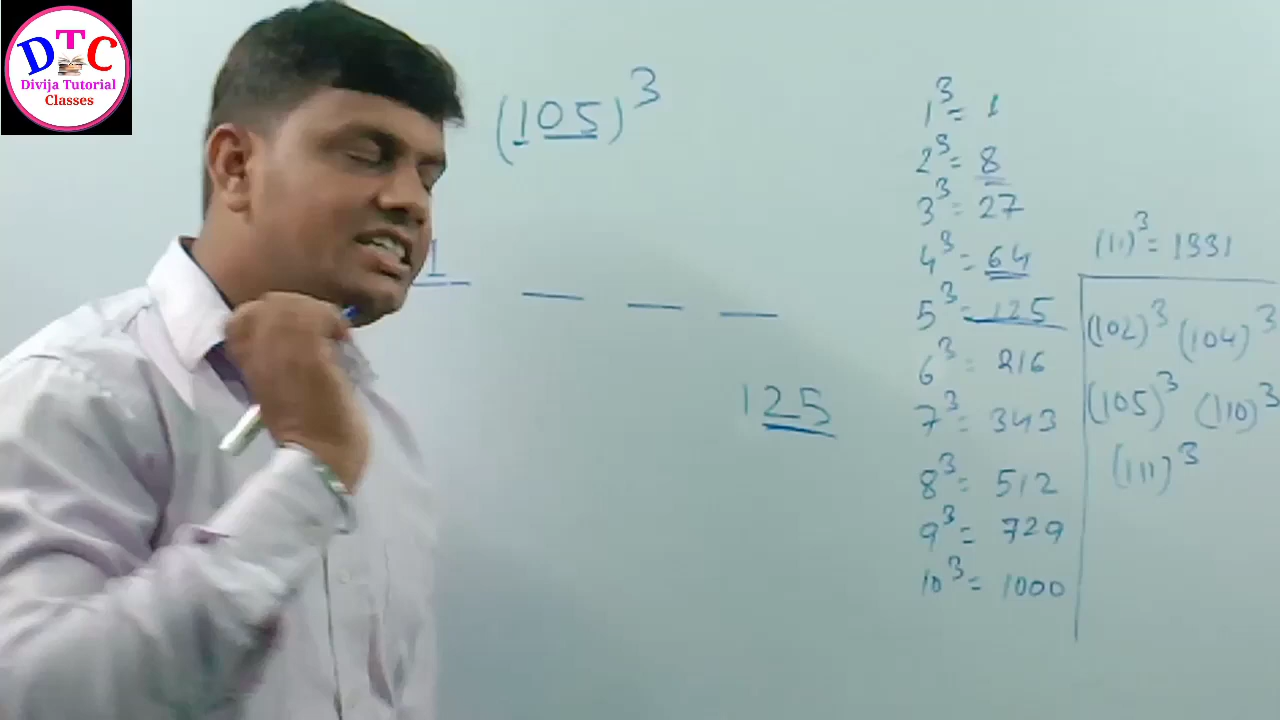 DTC
Divija Tutorial
Classes
(105)³
1 _ _ _
125
1³ = 1
2³ = 8
3³ = 27
4³ = 64
5³ = 125
6³ = 216
7³ = 343
8³ = 512
9³ = 729
10³ = 1000
(11)³ = 1331
(102)³ (104)³
(105)³ (110)³
(111)³